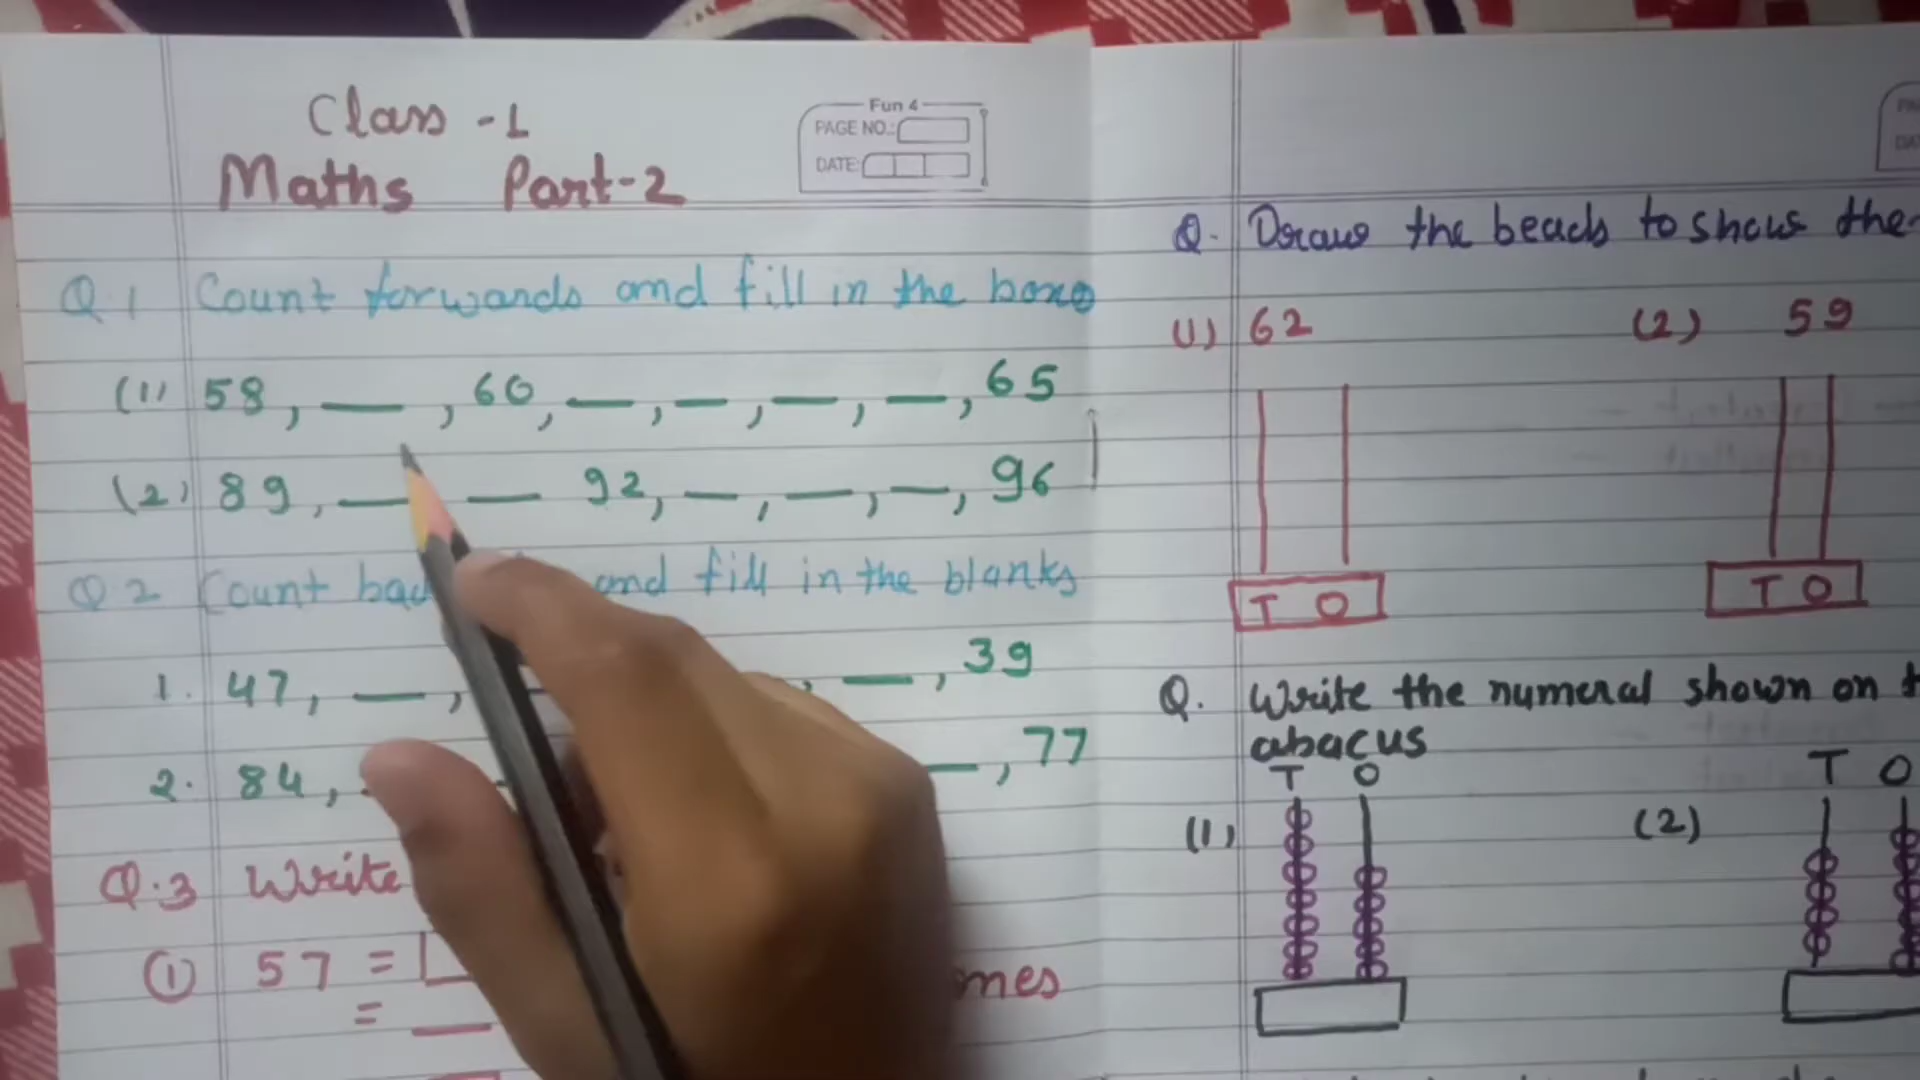 Class -1
Maths Part-2
Fun 4
PAGE NO.:
DATE:
Q.1 Count forwards and fill in the boxes
(1) 58, __, 60, __, __, __, __, 65
(2) 89, __ __ 92, __, __, __, 96
Q 2 Count and fill in the blanks
1. 47, __, __, 39
2. 84, __, 77
Q.3 Write
① 57 =
= __
Q. Draw the beads to show the
(1) 62 (2) 59
T O T O
Q. Write the numeral shown on
abacus
T O T O
(1) (2)